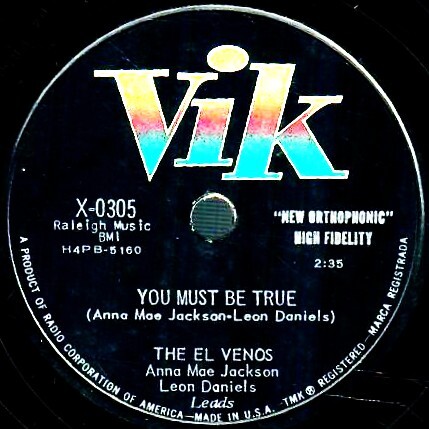 Vik
X-0305
Raleigh Music
BMI
H4PB-5160
"NEW ORTHOPHONIC"
HIGH FIDELITY
2:35
YOU MUST BE TRUE
(Anna Mae Jackson-Leon Daniels)
THE EL VENOS
Anna Mae Jackson
Leon Daniels
Leads
A PRODUCT OF RADIO CORPORATION OF AMERICA—MADE IN U.S.A. -TMK ® REGISTERED-MARCA REGISTRADA